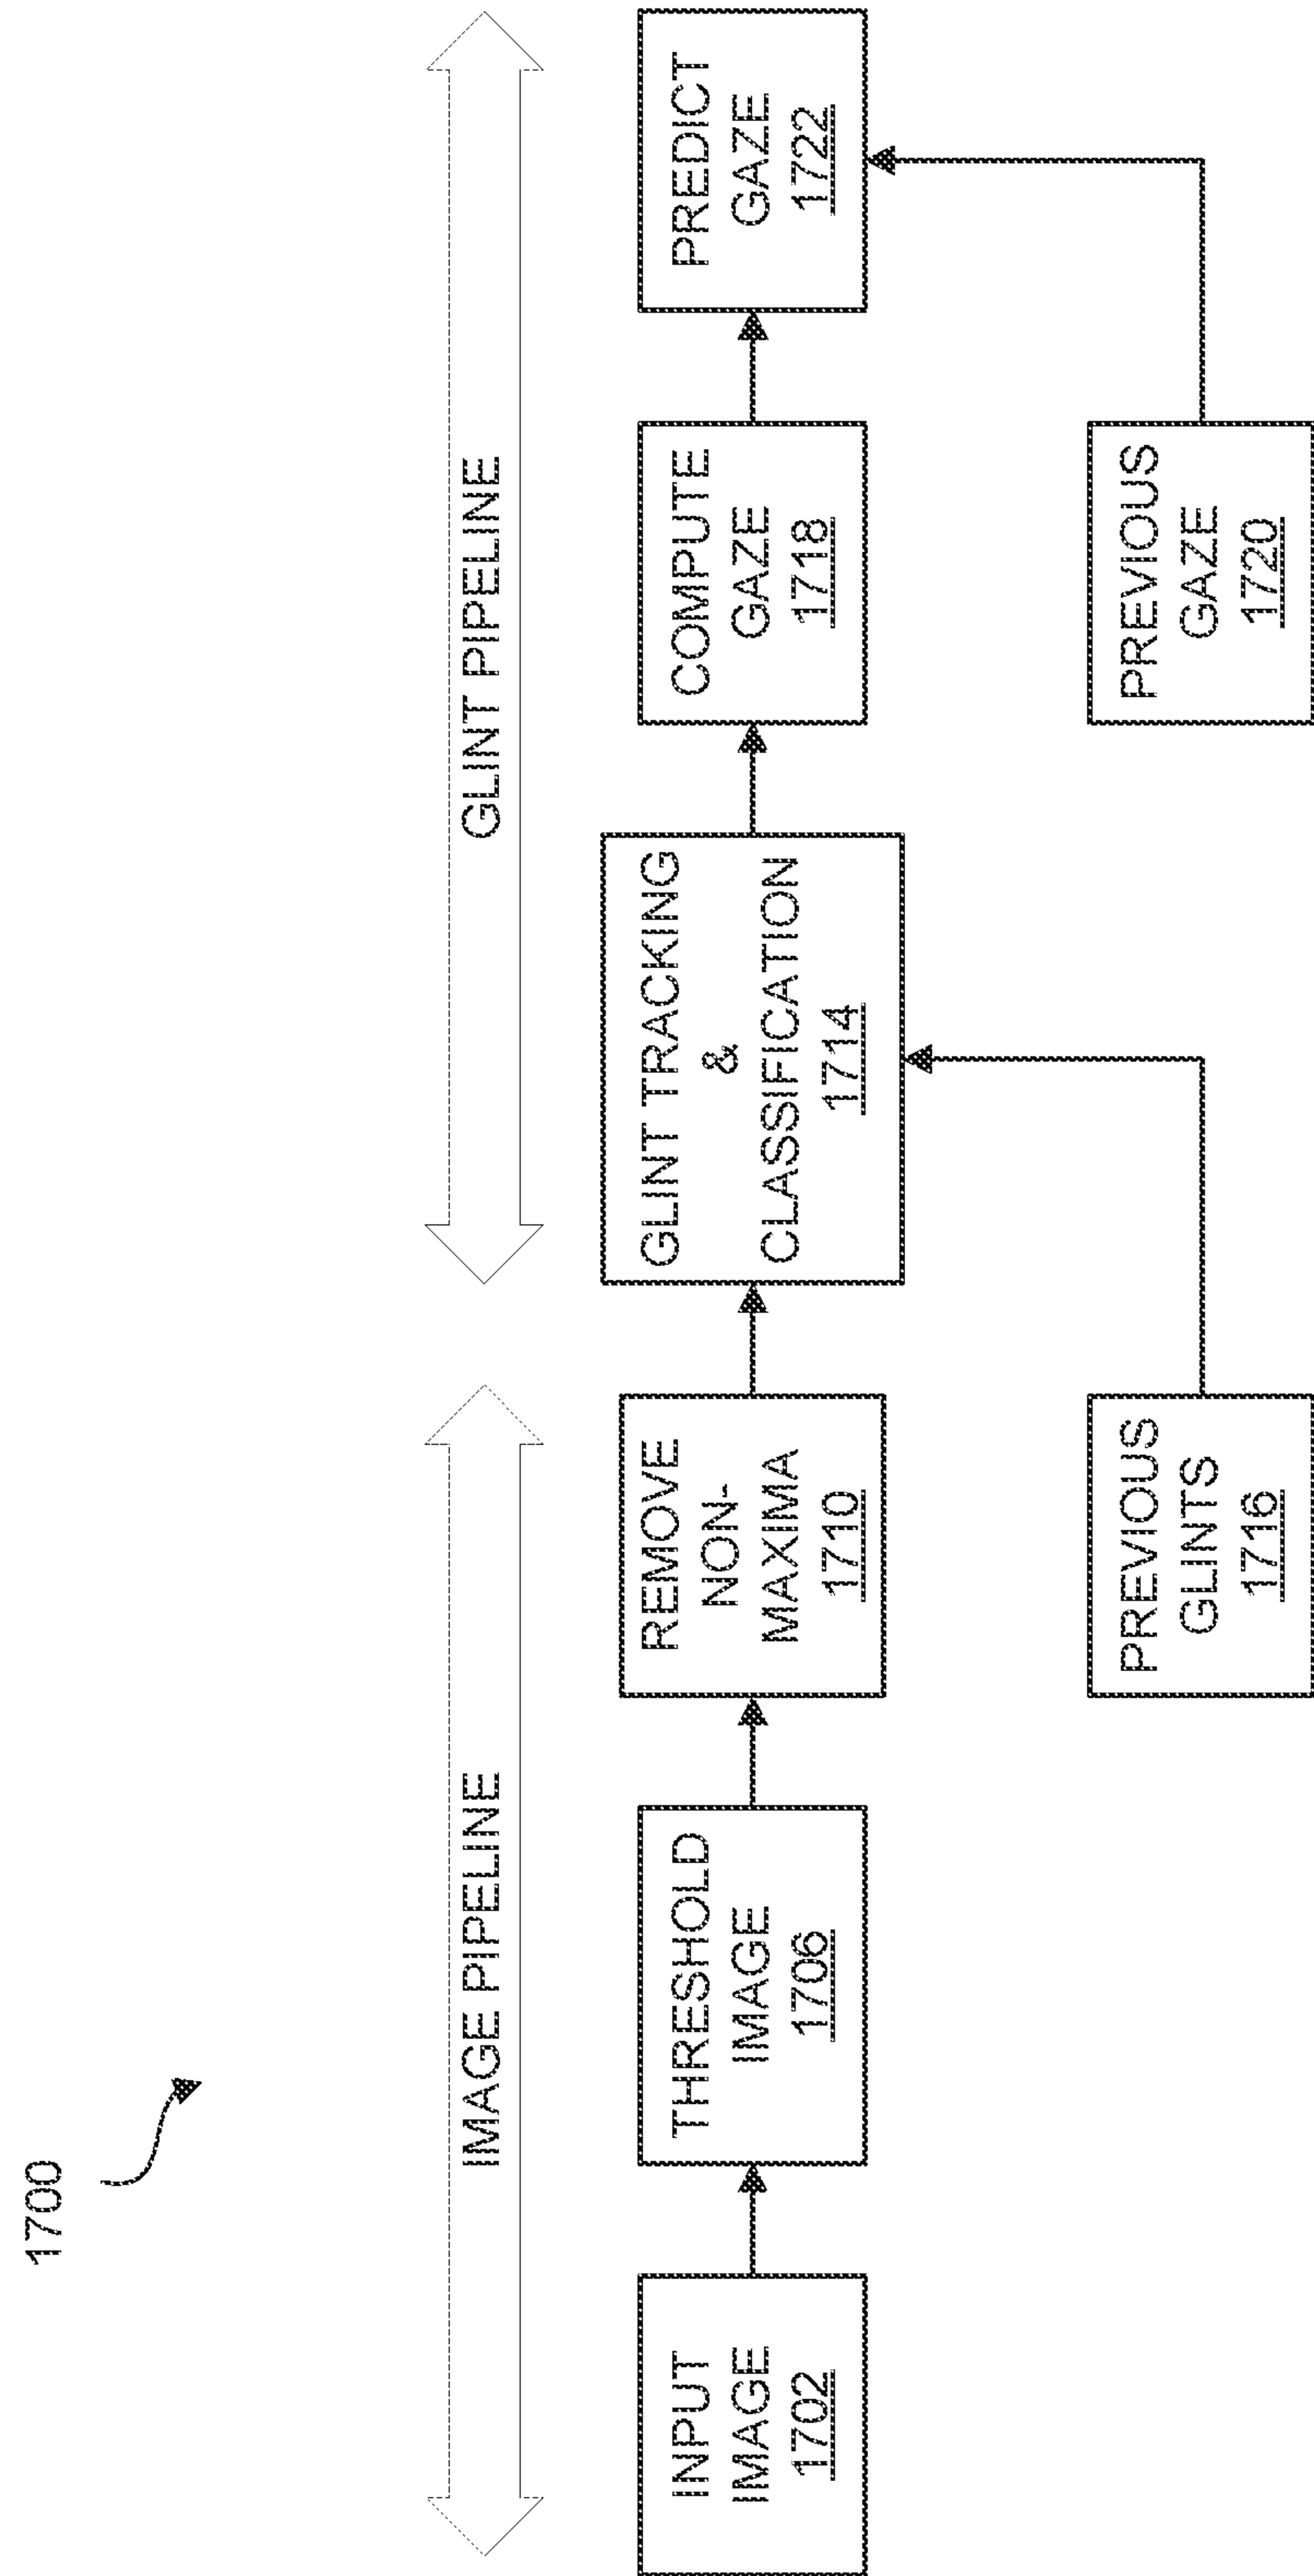 1700
IMAGE PIPELINE
GLINT PIPELINE
INPUT
IMAGE
1702
THRESHOLD
IMAGE
1706
REMOVE
NON-
MAXIMA
1710
GLINT TRACKING
&
CLASSIFICATION
1714
COMPUTE
GAZE
1718
PREDICT
GAZE
1722
PREVIOUS
GLINTS
1716
PREVIOUS
GAZE
1720